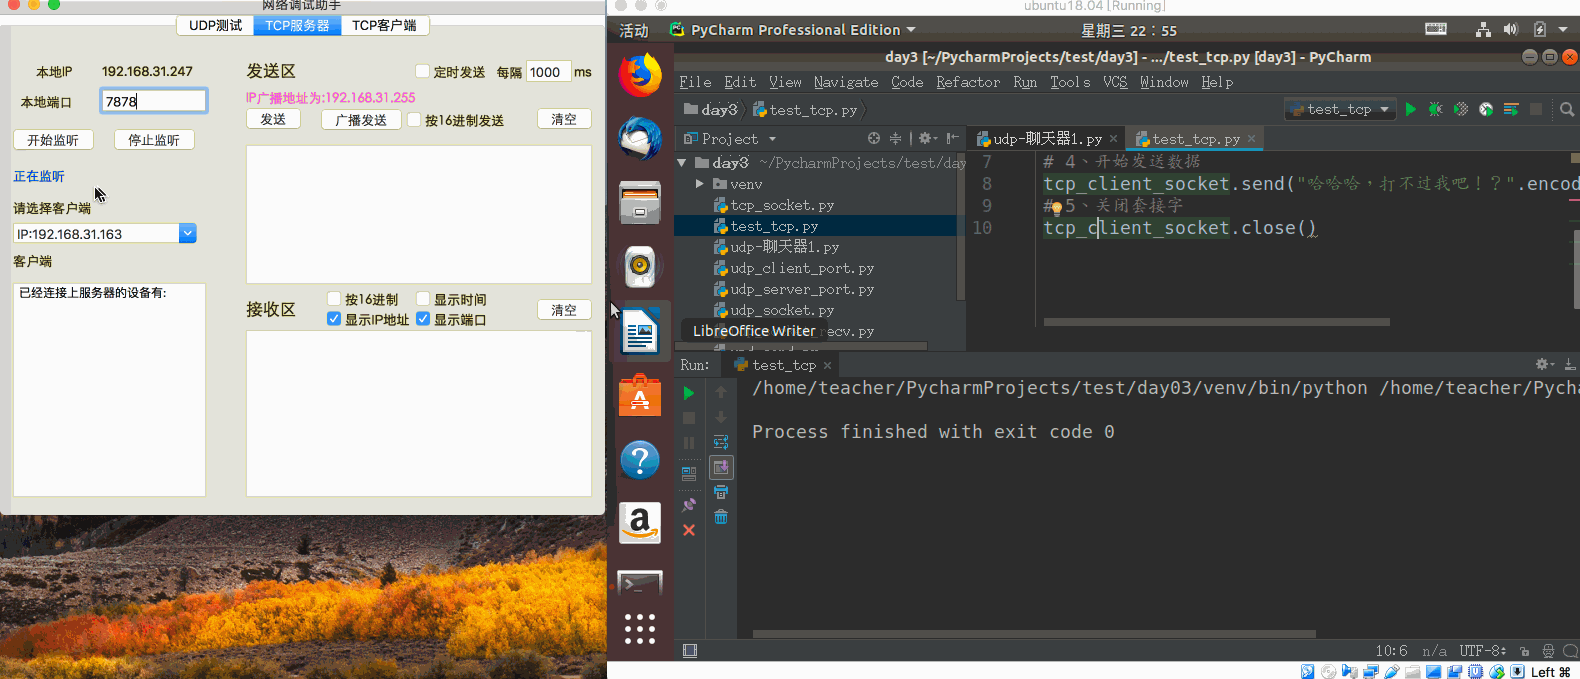 网络调试助手
UDP测试 TCP服务器 TCP客户端
本地IP 192.168.31.247
本地端口 7878
开始监听 停止监听
正在监听
请选择客户端
IP:192.168.31.163
客户端
已经连接上服务器的设备有:
发送区 定时发送 每隔 1000 ms
IP广播地址为:192.168.31.255
发送 广播发送 按16进制发送 清空
接收区 按16进制 显示时间 清空
显示IP地址 显示端口
ubuntu18.04 [Running]
活动 PyCharm Professional Edition 星期三 22:55
day3 [~/PycharmProjects/test/day3] - .../test_tcp.py [day3] - PyCharm
File Edit View Navigate Code Refactor Run Tools VCS Window Help
day3 test_tcp.py test_tcp
Project udp-聊天器1.py test_tcp.py
day3 ~/PycharmProjects/test/day
venv
tcp_socket.py
test_tcp.py
udp-聊天器1.py
udp_client_port.py
udp_server_port.py
udp_socket.py
recv.py
LibreOffice Writer
7 # 4、开始发送数据
8 tcp_client_socket.send("哈哈哈，打不过我吧！？".encod
9 # 5、关闭套接字
10 tcp_client_socket.close()
Run: test_tcp
/home/teacher/PycharmProjects/test/day03/venv/bin/python /home/teacher/Pycha
Process finished with exit code 0
10:6 n/a UTF-8
Left ⌘